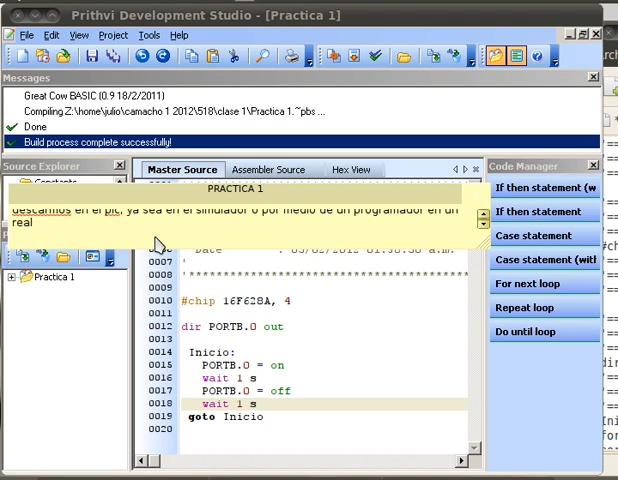 Prithvi Development Studio - [Practica 1]
File Edit View Project Tools Help
Messages
Great Cow BASIC (0.9 18/2/2011)
Compiling Z:\home\julio\camacho 1 2012\518\clase 1\Practica 1.~pbs ...
Done
Build process complete successfully!
Source Explorer
Master Source Assembler Source Hex View
Code Manager
Constants
PRACTICA 1
descarnos en el pic, ya sea en el simulador o por medio de un programador en un
real
0007 '
0008
0009
0010 #chip 16F628A, 4
0011
0012 dir PORTB.0 out
0013
0014 Inicio:
0015 PORTB.0 = on
0016 wait 1 s
0017 PORTB.0 = off
0018 wait 1 s
0019 goto Inicio
0020
Practica 1
If then statement (w
If then statement
Case statement
Case statement (with
For next loop
Repeat loop
Do until loop